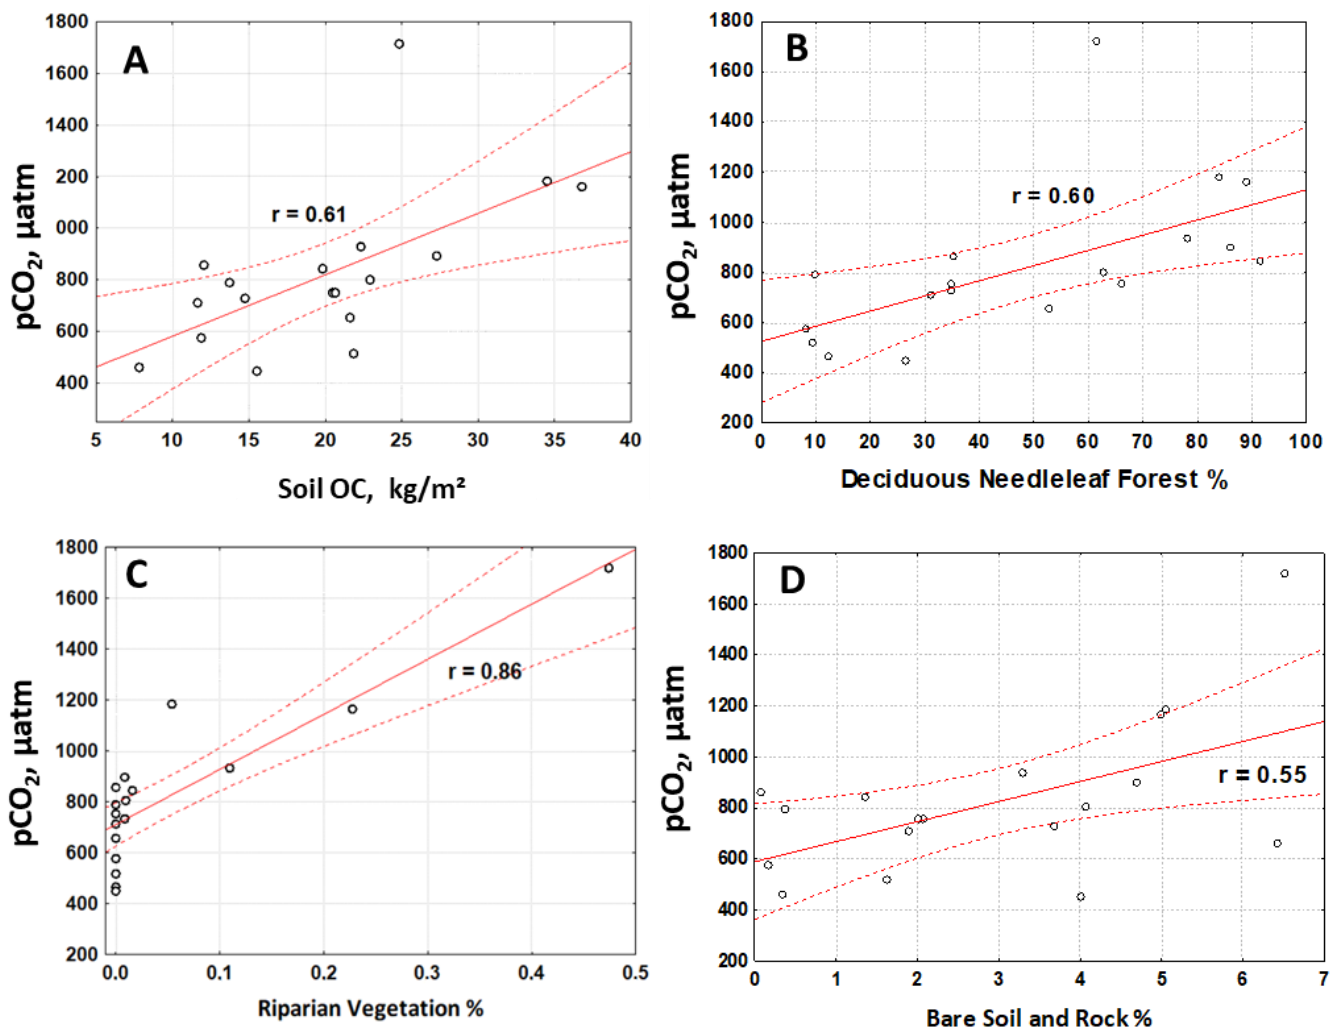 A
1800
1600
1400
200
000
800
600
400
pCO₂, µatm
r = 0.61
5 10 15 20 25 30 35 40
Soil OC, kg/m²
B
1800
1600
1400
1200
1000
800
600
400
200
pCO₂, µatm
r = 0.60
0 10 20 30 40 50 60 70 80 90 100
Deciduous Needleleaf Forest %
C
1800
1600
1400
1200
1000
800
600
400
200
pCO₂, µatm
r = 0.86
0.0 0.1 0.2 0.3 0.4 0.5
Riparian Vegetation %
D
1800
1600
1400
1200
1000
800
600
400
200
pCO₂, µatm
r = 0.55
0 1 2 3 4 5 6 7
Bare Soil and Rock %